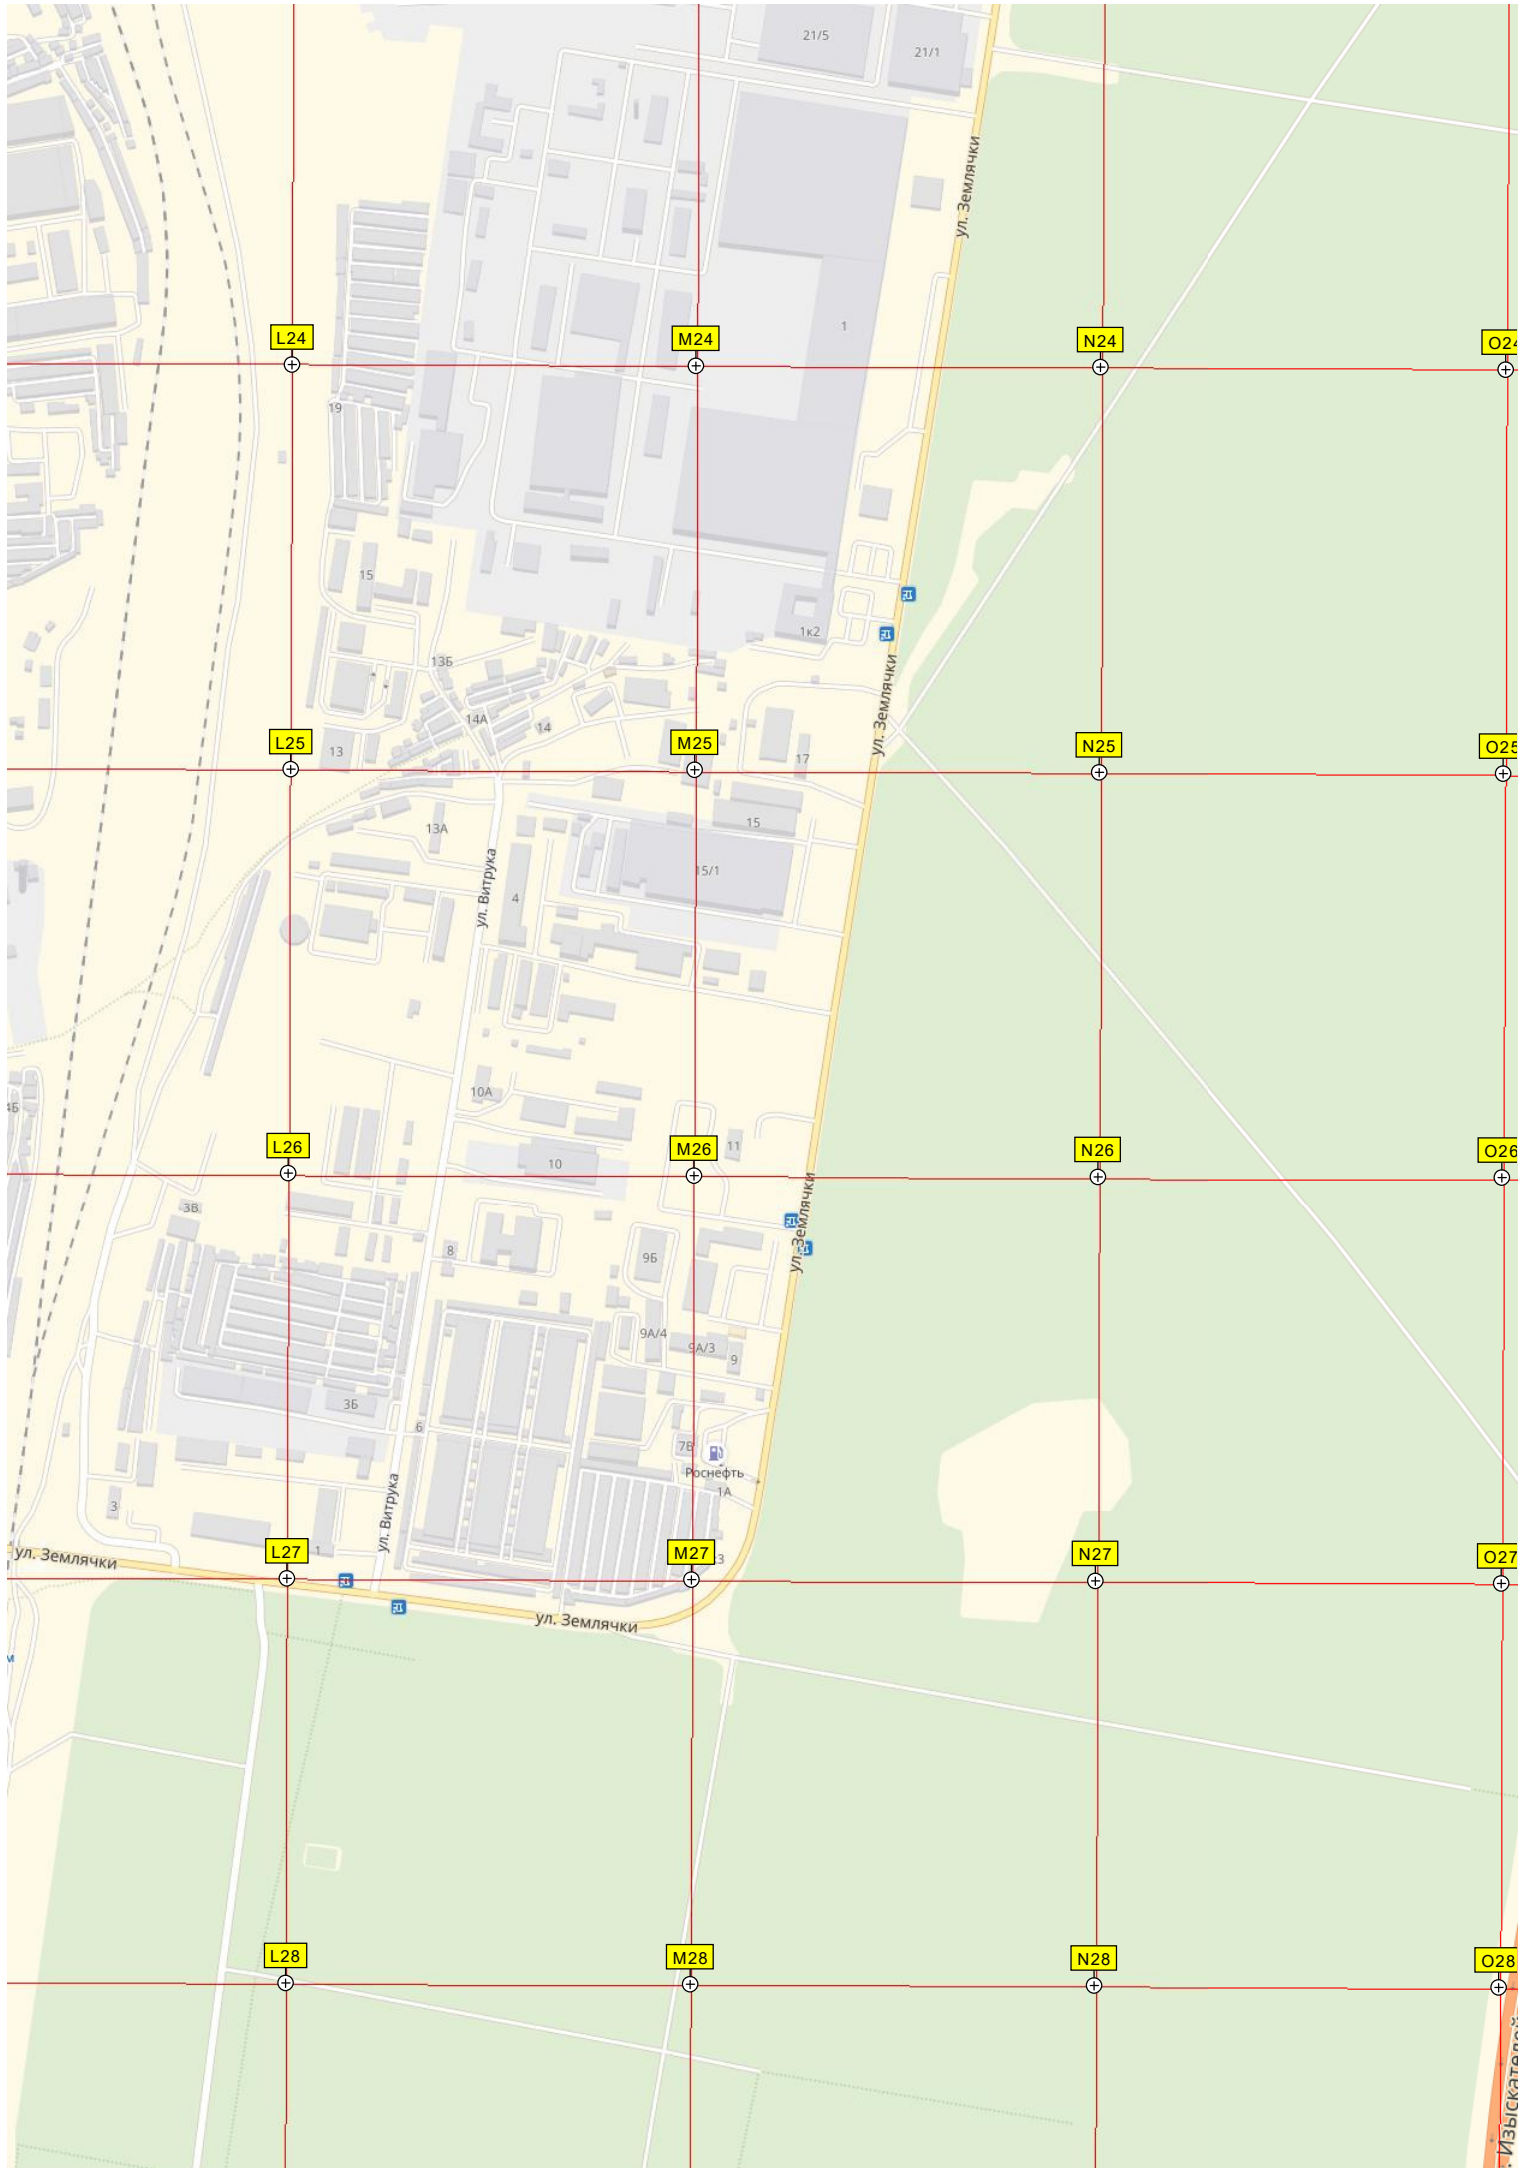 21/5
21/1
ул. Землячки
L24
M24
N24
O24
1
19
15
1к2
13Б
ул. Землячки
14А
14
13
17
L25
M25
N25
O25
13А
15
15/1
ул. Витрука
4
10А
4Б
11
L26
M26
N26
O26
10
3В
ул. Землячки
8
9Б
9А/4
9А/3
9
3Б
6
7В
Роснефть
1А
3
ул. Витрука
1
ул. Землячки
L27
M27
N27
O27
ул. Землячки
м
L28
M28
N28
O28
. Изыскателей